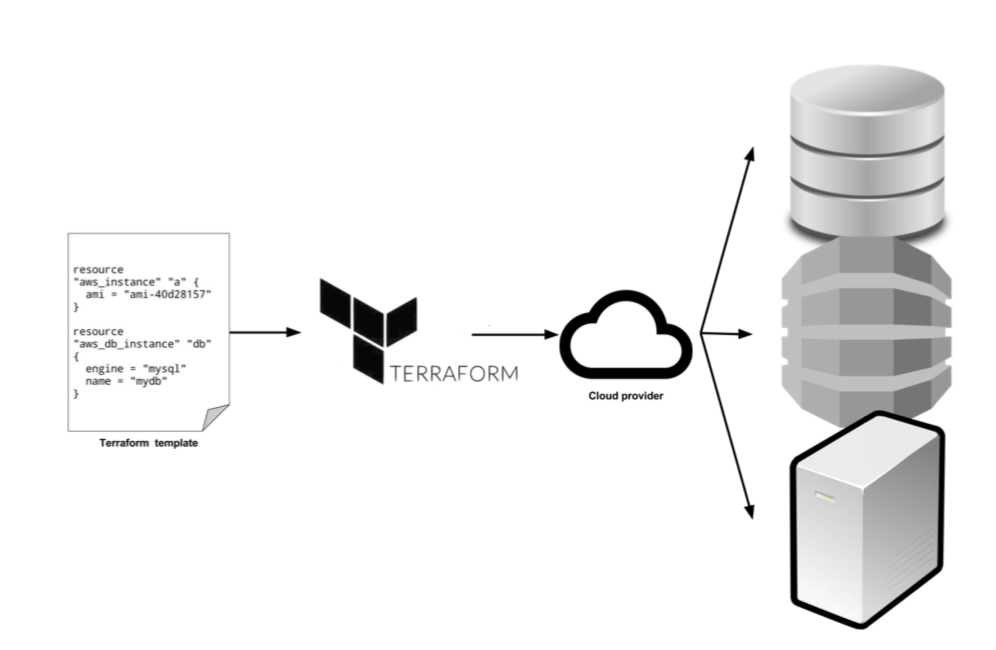 resource
"aws_instance" "a" {
  ami = "ami-40d28157"
}
resource
"aws_db_instance" "db"
{
  engine = "mysql"
  name = "mydb"
}
Terraform template
TERRAFORM
Cloud provider